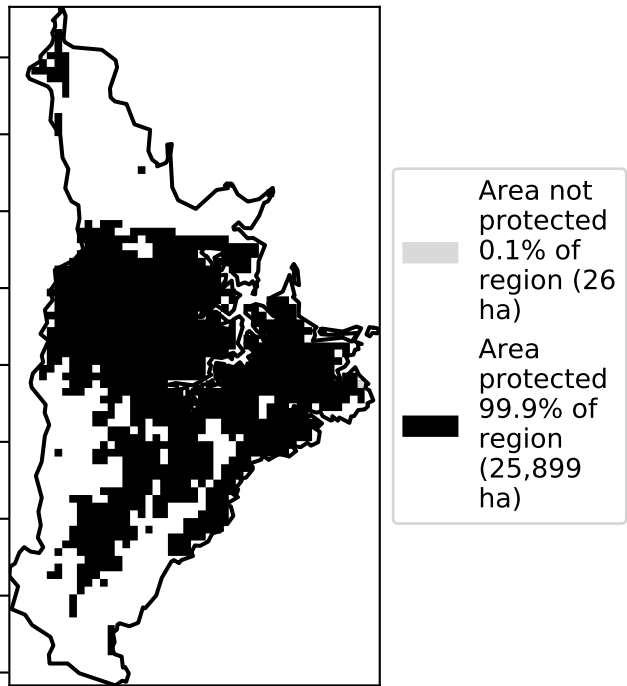 Area not
protected
0.1% of
region (26
ha)
Area
protected
99.9% of
region
(25,899
ha)